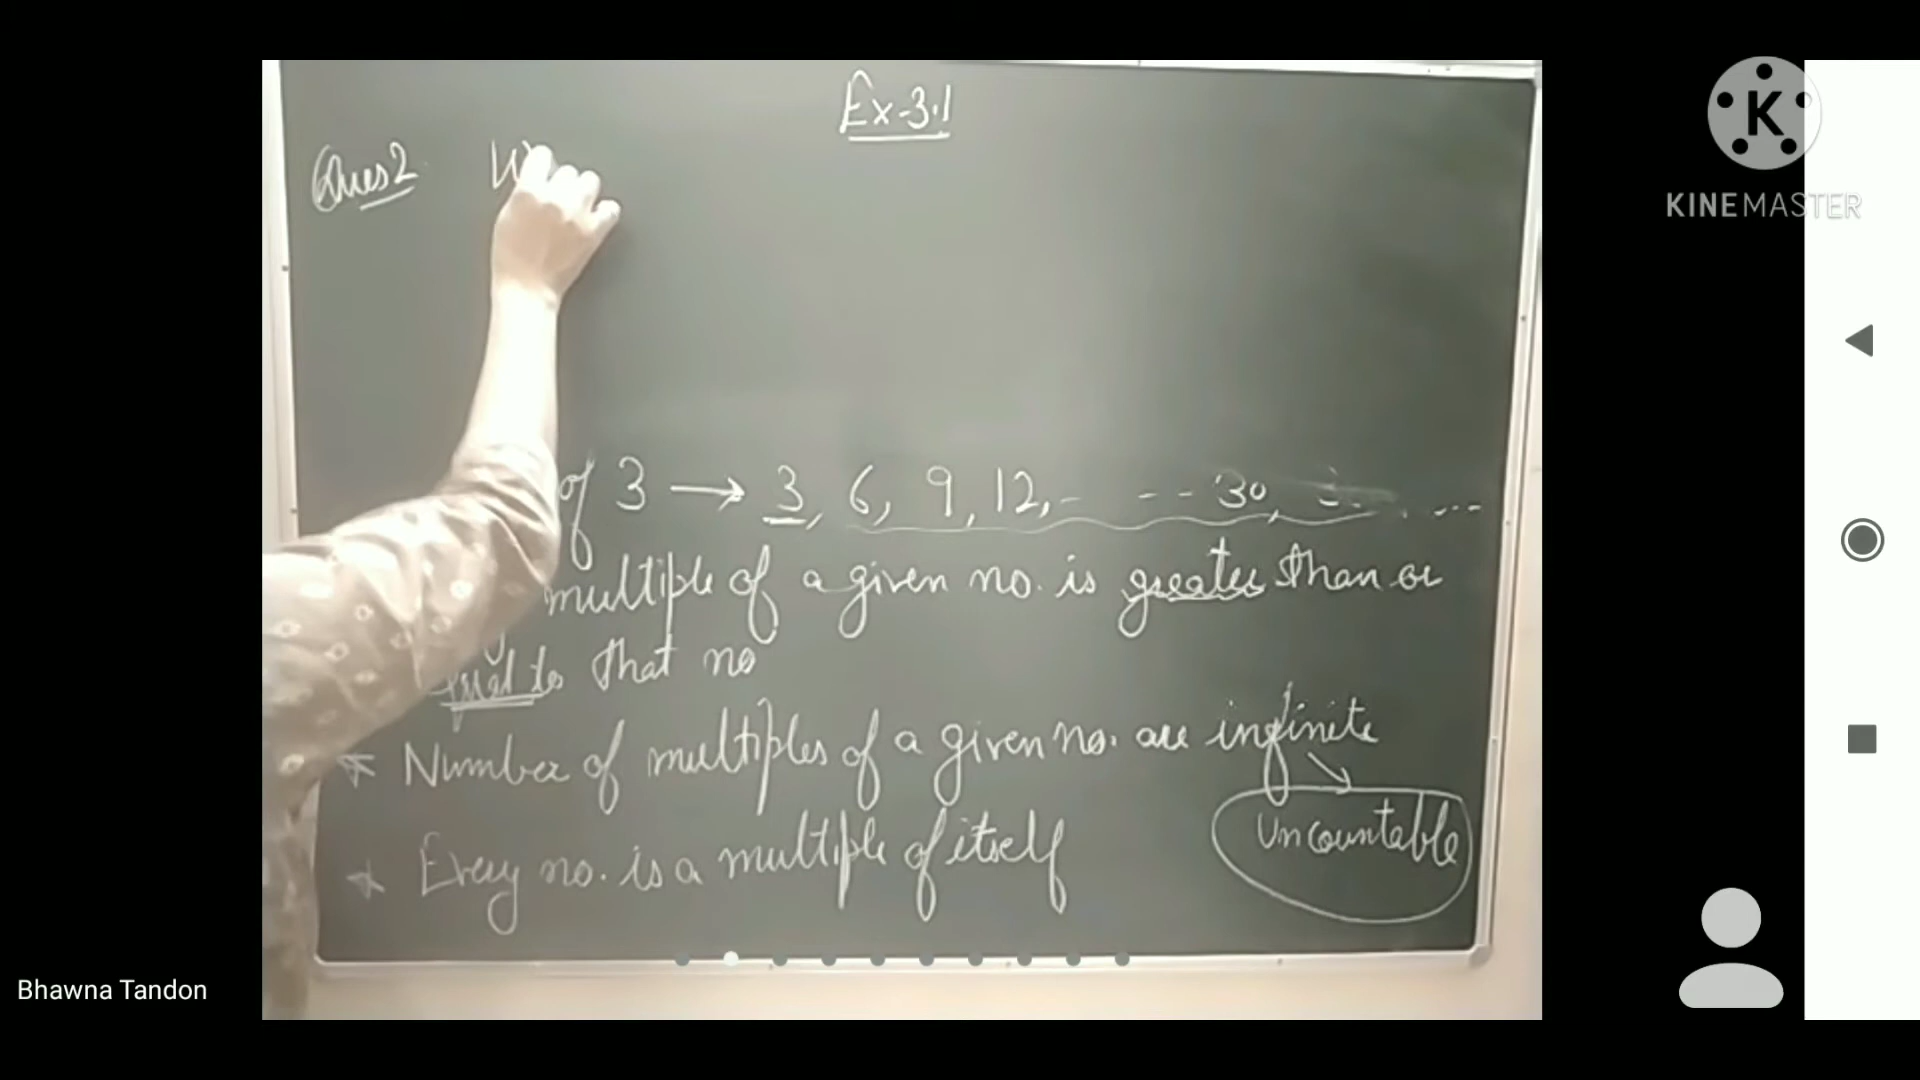 Ex-3.1
Ques 2 W
of 3 → 3, 6, 9, 12, - - - - 30, ...
multiple of a given no. is greater than or
equal to that no
* Number of multiples of a given no. are infinite
→ Uncountable
* Every no. is a multiple of itself
K
KINEMASTER
Bhawna Tandon